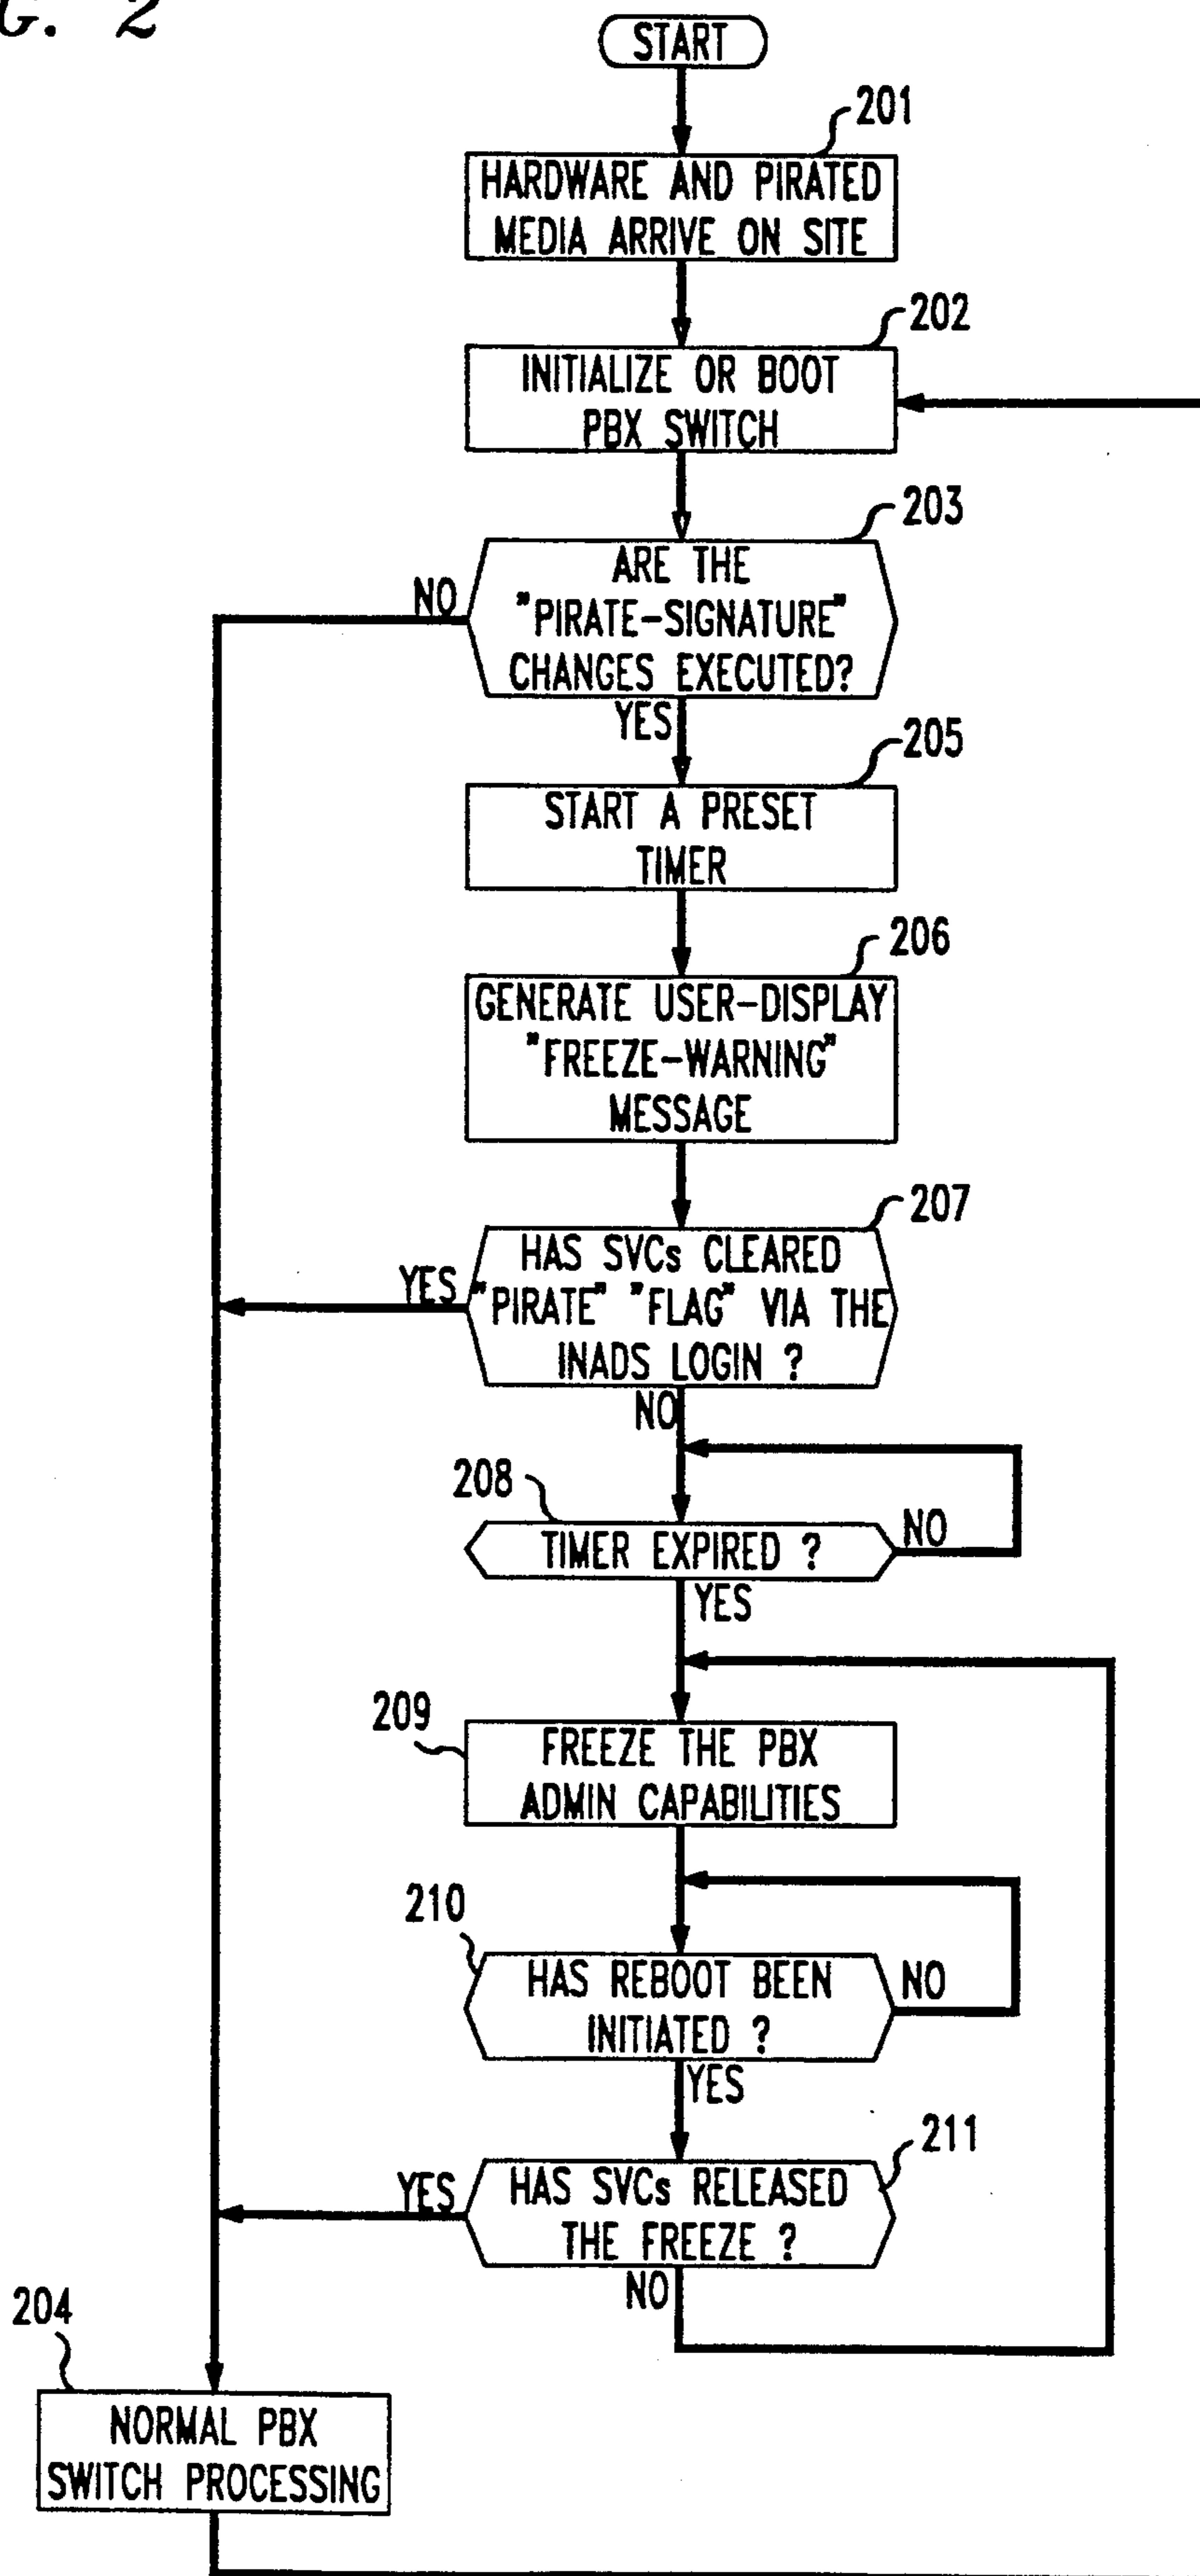 G. 2
START
201
HARDWARE AND PIRATED
MEDIA ARRIVE ON SITE
202
INITIALIZE OR BOOT
PBX SWITCH
203
ARE THE
"PIRATE-SIGNATURE"
CHANGES EXECUTED?
NO
YES
205
START A PRESET
TIMER
206
GENERATE USER-DISPLAY
"FREEZE-WARNING"
MESSAGE
207
HAS SVCs CLEARED
"PIRATE" "FLAG" VIA THE
INADS LOGIN ?
YES
NO
208
TIMER EXPIRED ?
NO
YES
209
FREEZE THE PBX
ADMIN CAPABILITIES
210
HAS REBOOT BEEN
INITIATED ?
NO
YES
211
HAS SVCs RELEASED
THE FREEZE ?
YES
NO
204
NORMAL PBX
SWITCH PROCESSING